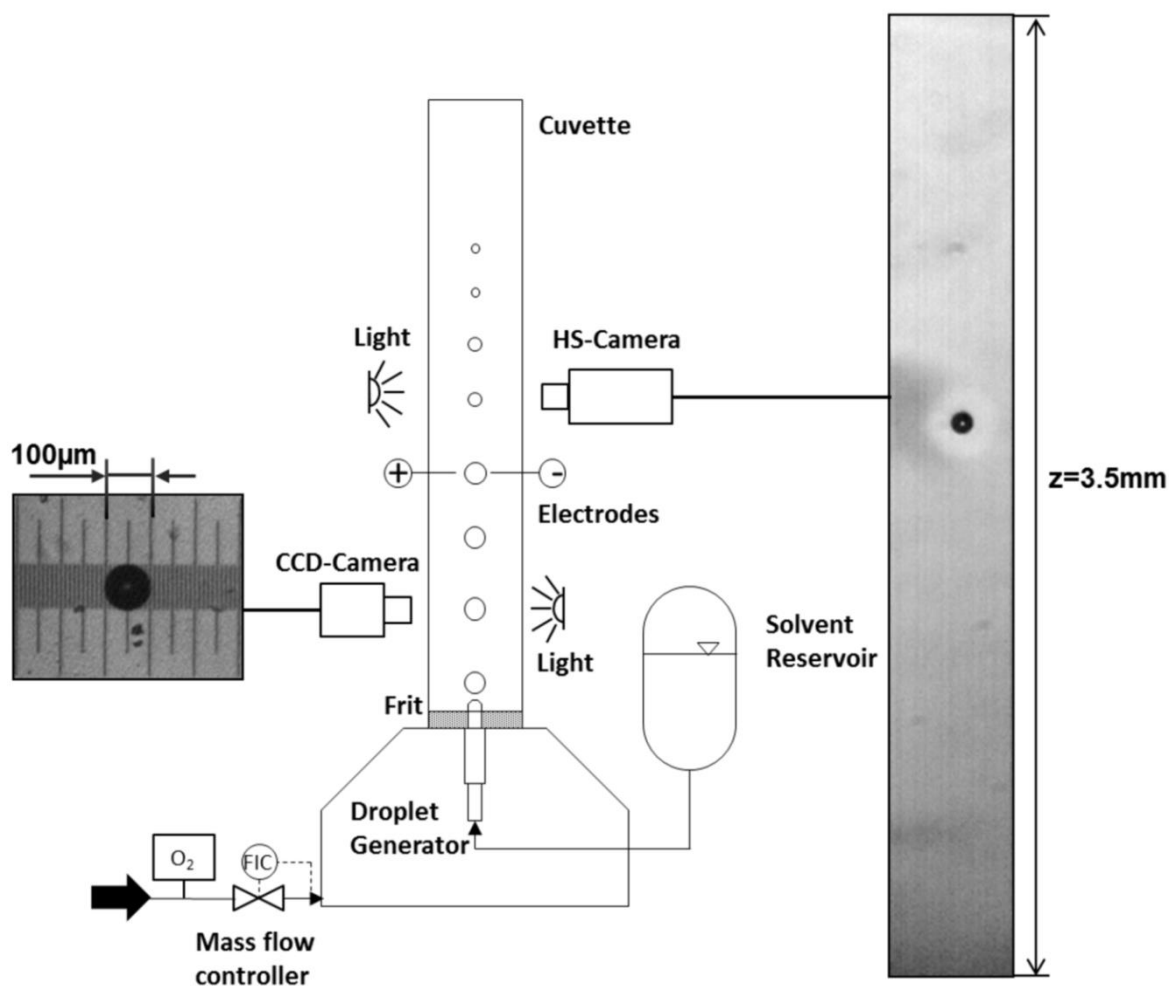 Cuvette
Light
HS-Camera
100µm
+
-
z=3.5mm
Electrodes
CCD-Camera
Solvent
Reservoir
Light
Frit
Droplet
Generator
O₂
FIC
Mass flow
controller